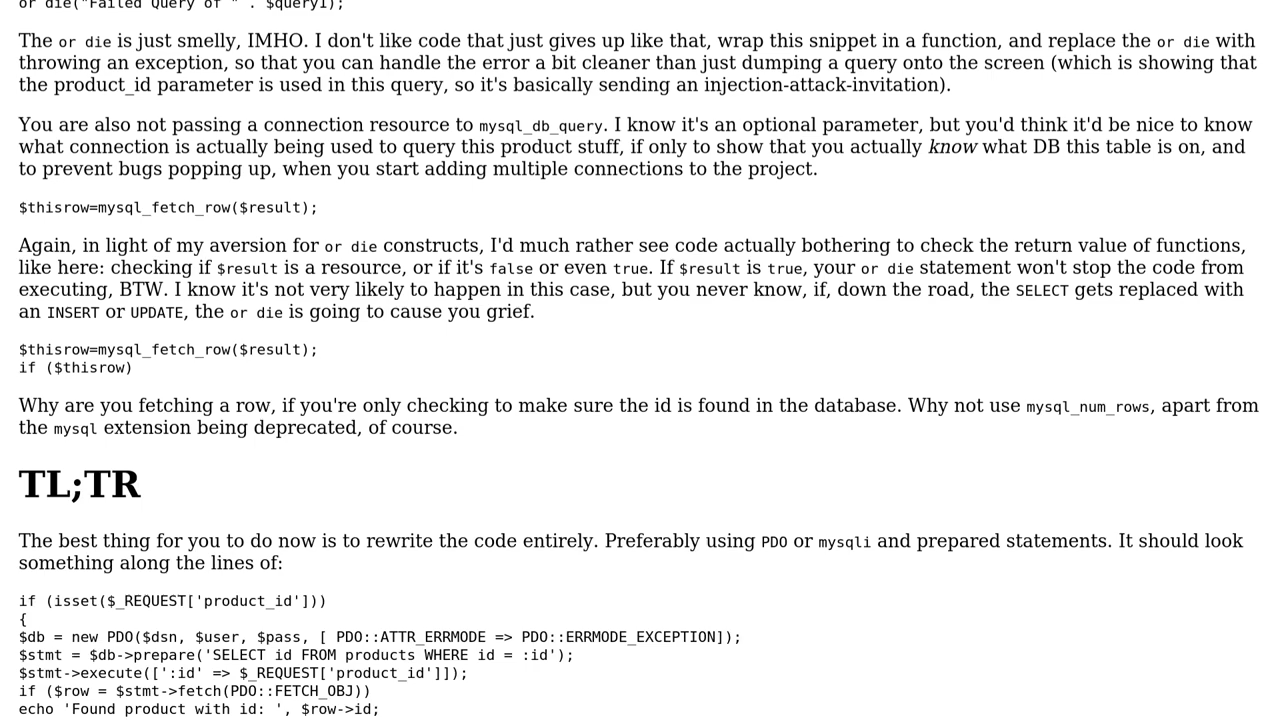 or die("Failed Query of " . $query1);
The or die is just smelly, IMHO. I don't like code that just gives up like that, wrap this snippet in a function, and replace the or die with
throwing an exception, so that you can handle the error a bit cleaner than just dumping a query onto the screen (which is showing that
the product_id parameter is used in this query, so it's basically sending an injection-attack-invitation).
You are also not passing a connection resource to mysql_db_query. I know it's an optional parameter, but you'd think it'd be nice to know
what connection is actually being used to query this product stuff, if only to show that you actually know what DB this table is on, and
to prevent bugs popping up, when you start adding multiple connections to the project.
$thisrow=mysql_fetch_row($result);
Again, in light of my aversion for or die constructs, I'd much rather see code actually bothering to check the return value of functions,
like here: checking if $result is a resource, or if it's false or even true. If $result is true, your or die statement won't stop the code from
executing, BTW. I know it's not very likely to happen in this case, but you never know, if, down the road, the SELECT gets replaced with
an INSERT or UPDATE, the or die is going to cause you grief.
$thisrow=mysql_fetch_row($result);
if ($thisrow)
Why are you fetching a row, if you're only checking to make sure the id is found in the database. Why not use mysql_num_rows, apart from
the mysql extension being deprecated, of course.
TL;TR
The best thing for you to do now is to rewrite the code entirely. Preferably using PDO or mysqli and prepared statements. It should look
something along the lines of:
if (isset($_REQUEST['product_id']))
{
$db = new PDO($dsn, $user, $pass, [ PDO::ATTR_ERRMODE => PDO::ERRMODE_EXCEPTION]);
$stmt = $db->prepare('SELECT id FROM products WHERE id = :id');
$stmt->execute([':id' => $_REQUEST['product_id']]);
if ($row = $stmt->fetch(PDO::FETCH_OBJ))
echo 'Found product with id: ', $row->id;